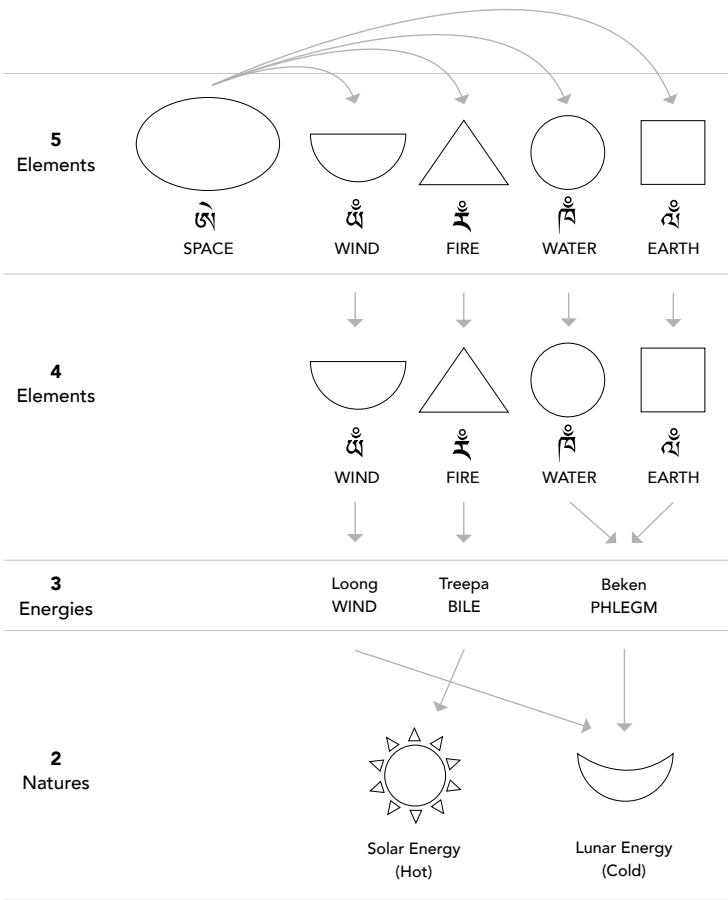 5
Elements
ཨེ ཡྃ རྃ ཁྃ ལྃ
SPACE WIND FIRE WATER EARTH
4
Elements
ཡྃ རྃ ཁྃ ལྃ
WIND FIRE WATER EARTH
3
Energies
Loong Treepa Beken
WIND BILE PHLEGM
2
Natures
Solar Energy Lunar Energy
(Hot) (Cold)